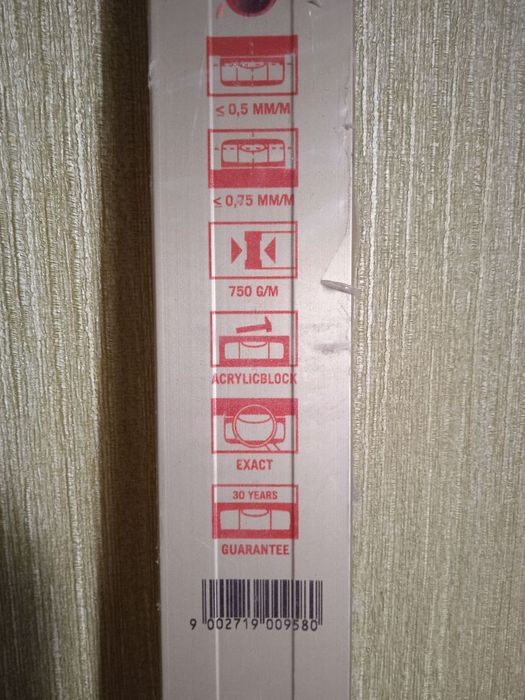 ≤ 0,5 MM/M
≤ 0,75 MM/M
750 G/M
ACRYLICBLOCK
EXACT
30 YEARS
GUARANTEE
9 002719 009580